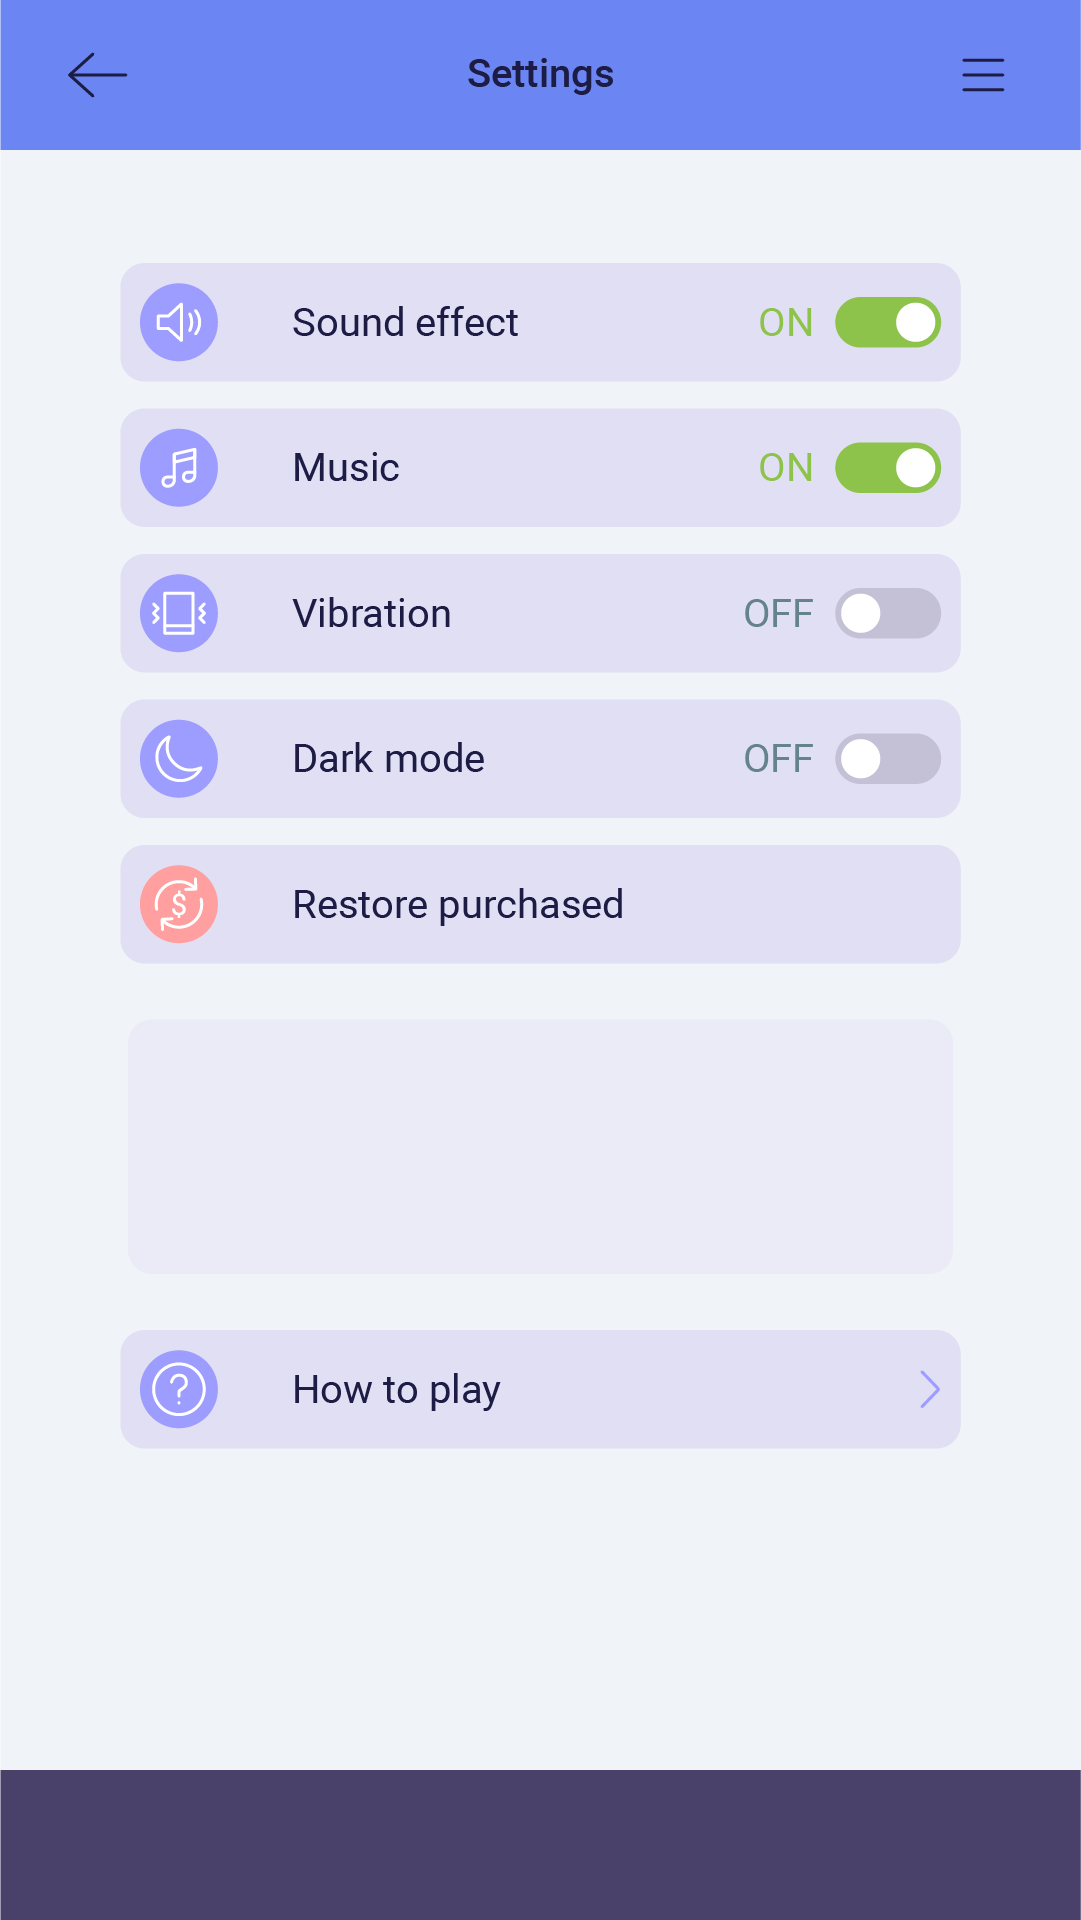 Settings
Sound effect ON
Music ON
Vibration OFF
Dark mode OFF
$ Restore purchased
? How to play